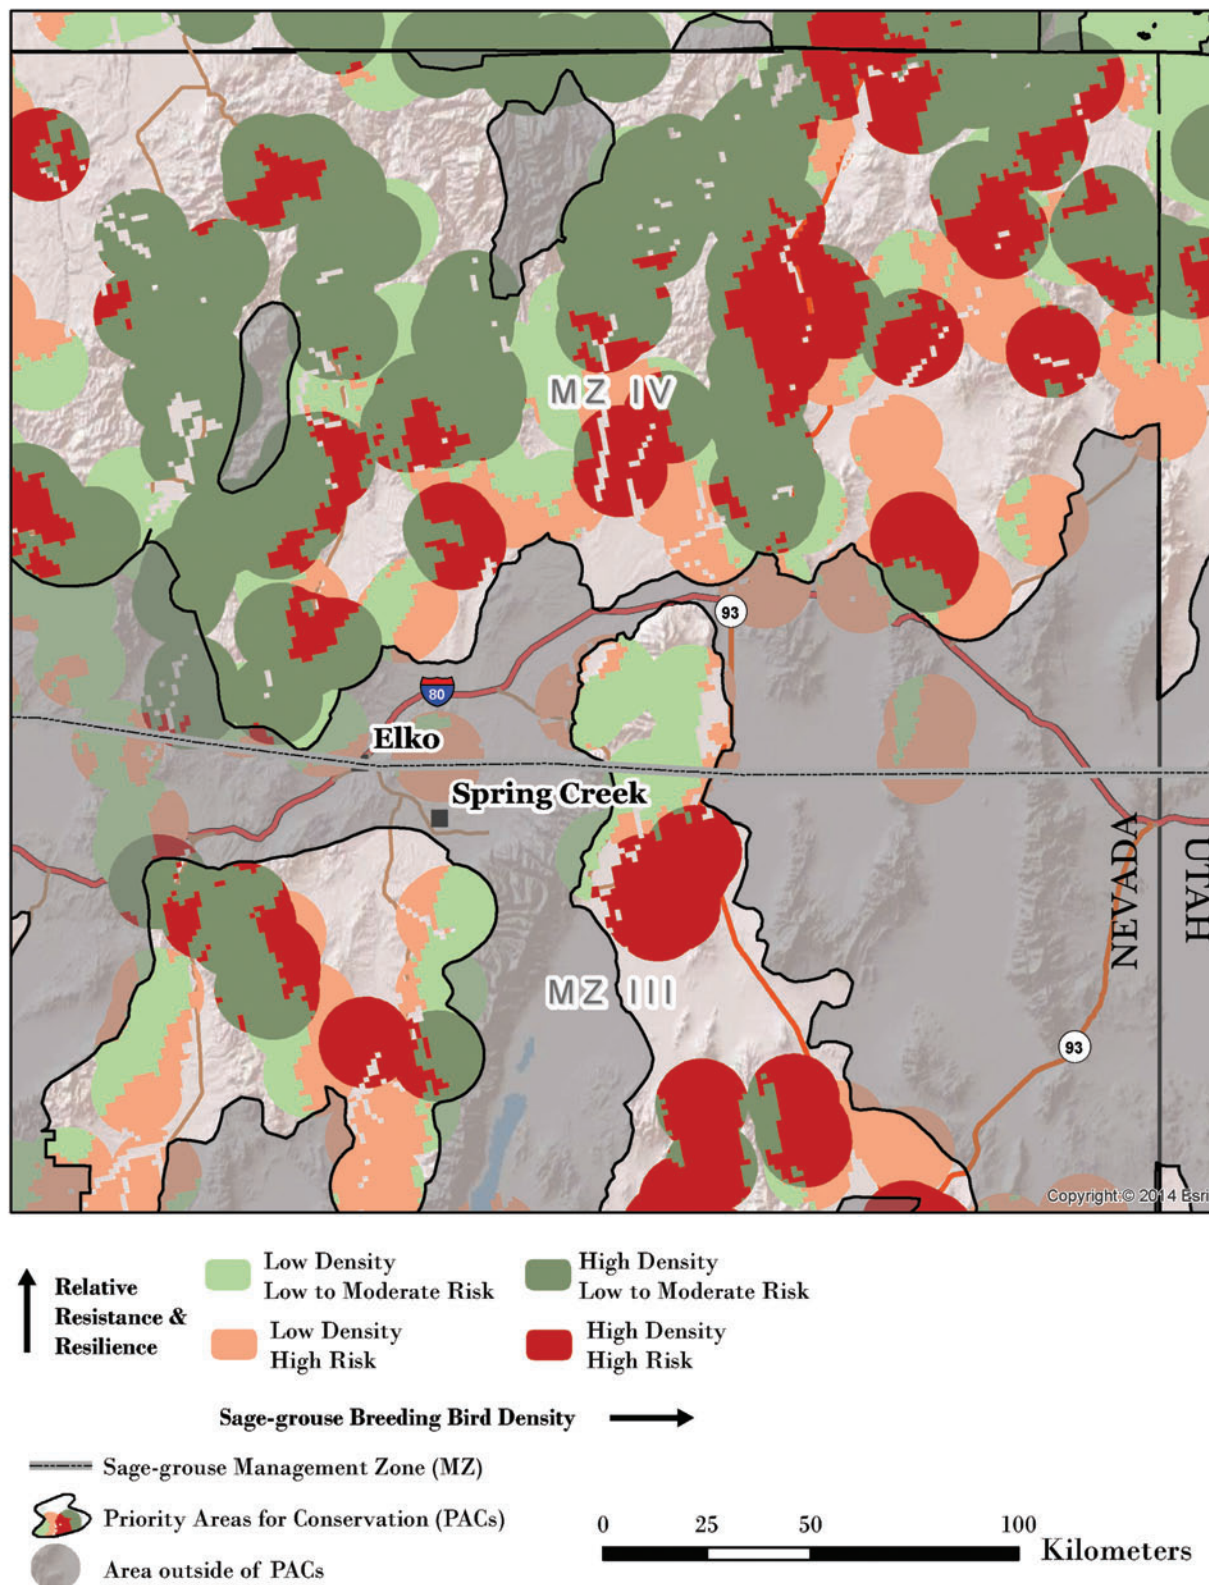 MZ IV
93
80
Elko
Spring Creek
NEVADA
UTAH
MZ III
93
Copyright:© 2014 Esri
Relative
Resistance &
Resilience
Low Density
Low to Moderate Risk
High Density
Low to Moderate Risk
Low Density
High Risk
High Density
High Risk
Sage-grouse Breeding Bird Density
Sage-grouse Management Zone (MZ)
Priority Areas for Conservation (PACs)
Area outside of PACs
0 25 50 100
Kilometers